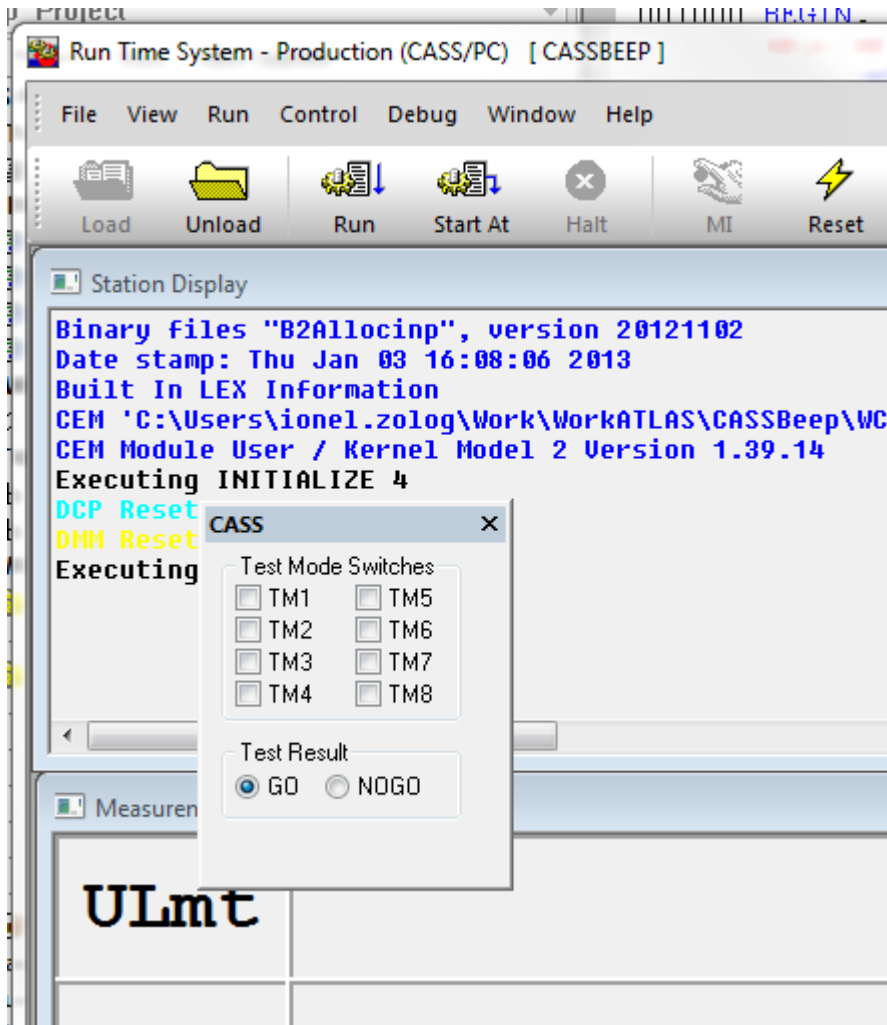 Project
BEGIN.
Run Time System - Production (CASS/PC) [ CASSBEEP ]
File View Run Control Debug Window Help
Load Unload Run Start At Halt MI Reset
Station Display
Binary files "B2Allocinp", version 20121102
Date stamp: Thu Jan 03 16:08:06 2013
Built In LEX Information
CEM 'C:\Users\ionel.zolog\Work\WorkATLAS\CASSBeep\WC
CEM Module User / Kernel Model 2 Version 1.39.14
Executing INITIALIZE 4
DCP Reset
DMM Reset
Executing
CASS
Test Mode Switches
TM1 TM5
TM2 TM6
TM3 TM7
TM4 TM8
Test Result
GO NOGO
Measuremen
ULmt